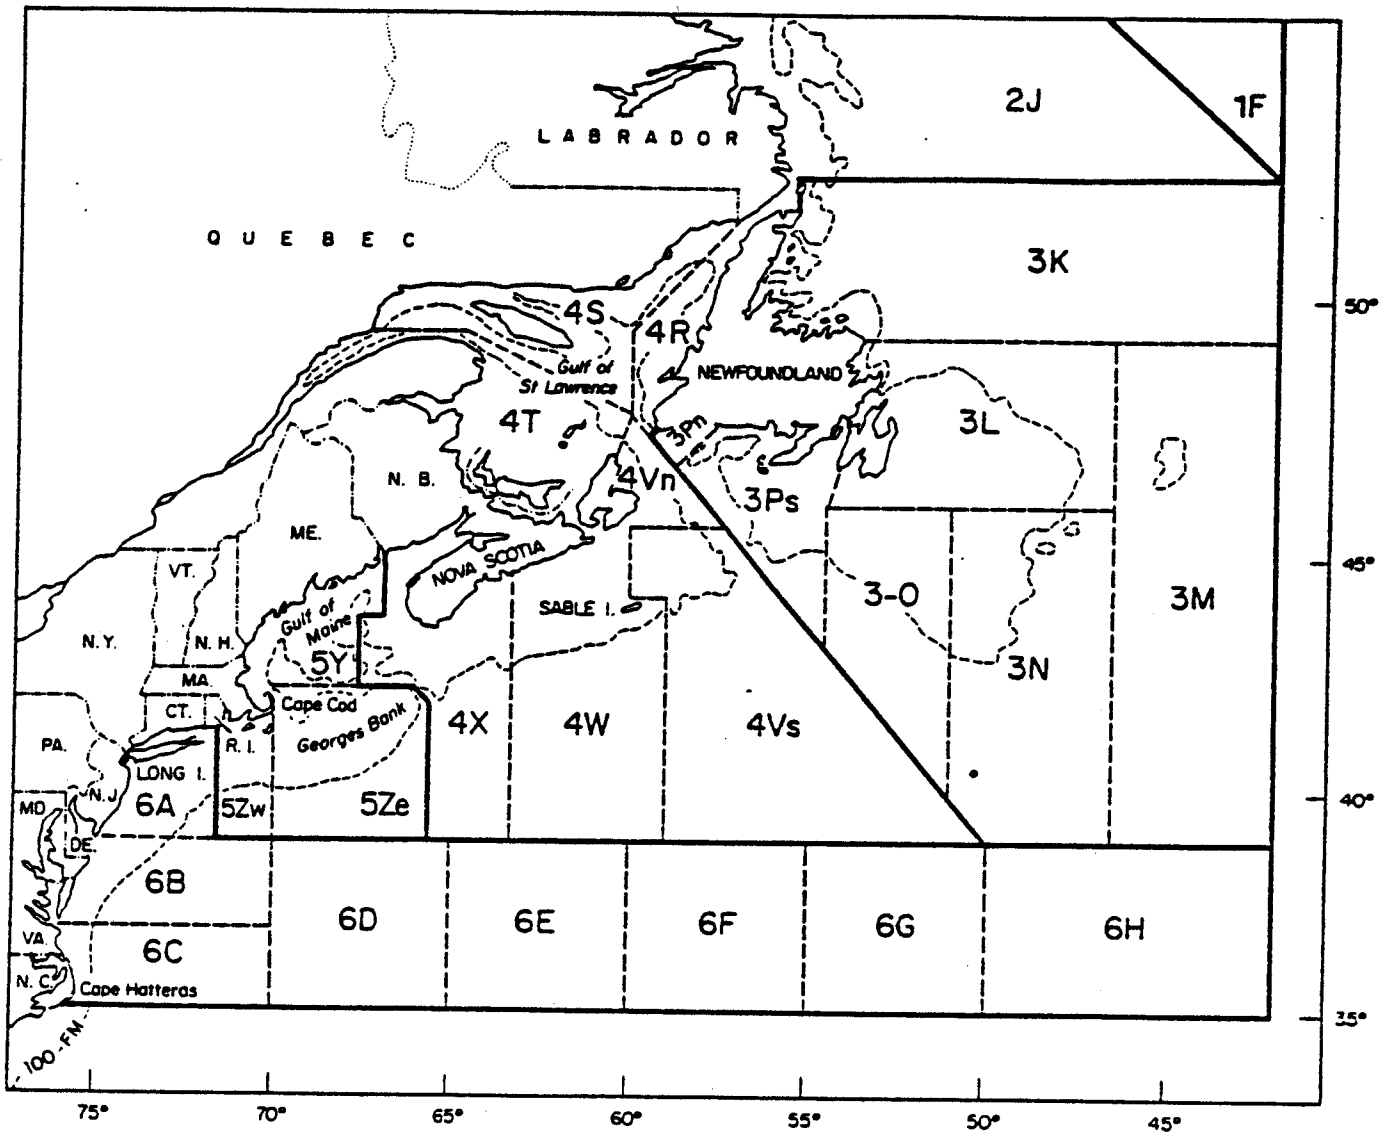 2J
1F
LABRADOR
QUEBEC
3K
50°
4S
4R
Gulf of
St Lawrence
NEWFOUNDLAND
4T
3Pn
3L
4Vn
N. B.
3Ps
ME.
NOVA SCOTIA
45°
VT.
SABLE I.
3-O
3M
Gulf of
Maine
N.Y.
N. H.
5Y
3N
MA.
CT.
Cape Cod
Georges Bank
4X
4W
4Vs
PA.
R. I.
LONG I.
N.J.
6A
5Zw
5Ze
40°
MD.
DE.
6B
6D
6E
6F
6G
6H
VA.
6C
N. C.
Cape Hatteras
35°
100-FM.
75°
70°
65°
60°
55°
50°
45°